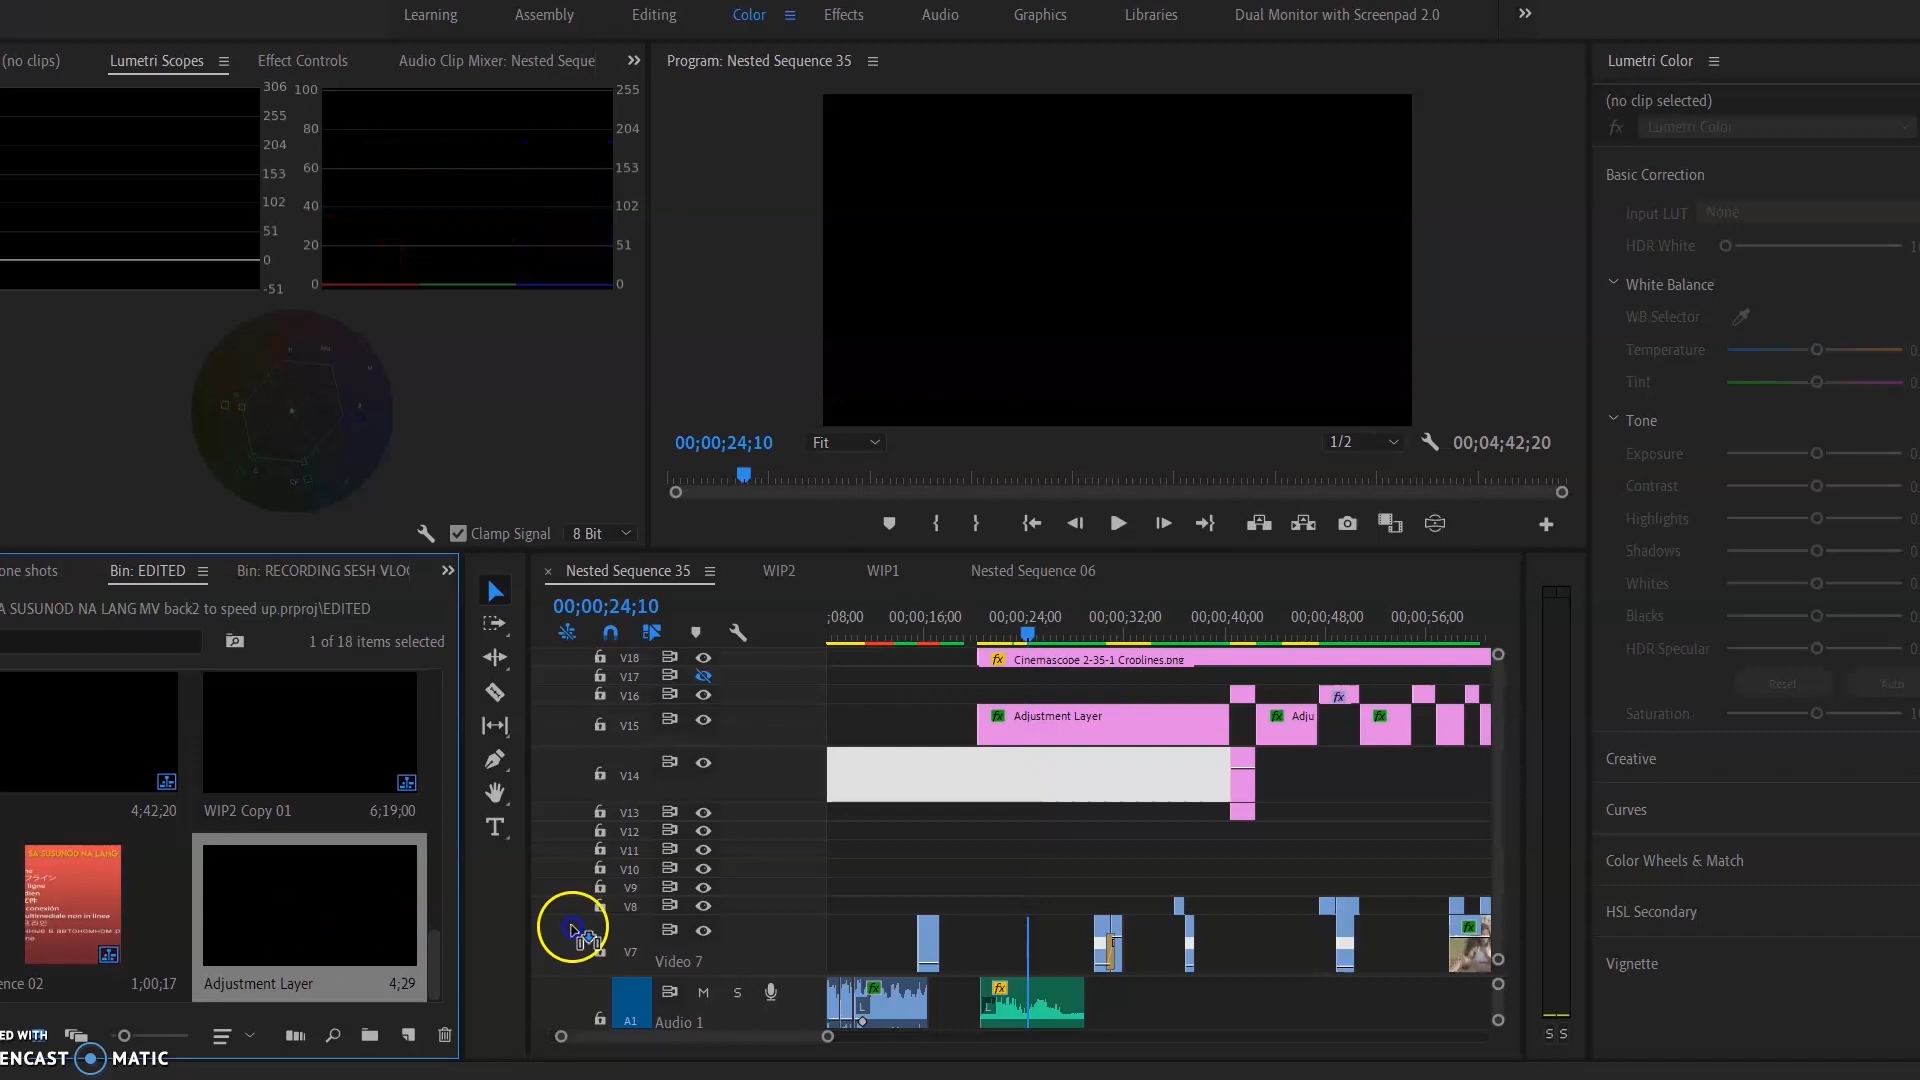 Learning Assembly Editing Color Effects Audio Graphics Libraries Dual Monitor with Screenpad 2.0
(no clips) Lumetri Scopes Effect Controls Audio Clip Mixer: Nested Seque
306 100 255
255 80 204
204
60 153
153
102 40 102
51 20 51
0
-51 0 0
Clamp Signal 8 Bit
Program: Nested Sequence 35
00;00;24;10 Fit 1/2 00;04;42;20
Lumetri Color
(no clip selected)
fx Lumetri Color
Basic Correction
Input LUT None
HDR White
White Balance
WB Selector
Temperature
Tint
Tone
Exposure
Contrast
Highlights
Shadows
Whites
Blacks
HDR Specular
Reset Auto
Saturation
Creative
Curves
Color Wheels & Match
HSL Secondary
Vignette
one shots Bin: EDITED Bin: RECORDING SESH VLOG
A SUSUNOD NA LANG MV back2 to speed up.prproj\EDITED
1 of 18 items selected
4;42;20 WIP2 Copy 01 6;19;00
SA SUSUNOD NA LANG
ence 02 1;00;17 Adjustment Layer 4;29
Nested Sequence 35 WIP2 WIP1 Nested Sequence 06
00;00;24;10
;08;00 00;00;16;00 00;00;24;00 00;00;32;00 00;00;40;00 00;00;48;00 00;00;56;00
V18 fx Cinemascope 2-35-1 Croplines.png
V17
V16 fx
V15 fx Adjustment Layer fx Adju fx
V14
V13
V12
V11
V10
V9
V8
V7 Video 7 fx
M S fx fx
L L
A1 Audio 1
S S
ED WITH
ENCAST MATIC